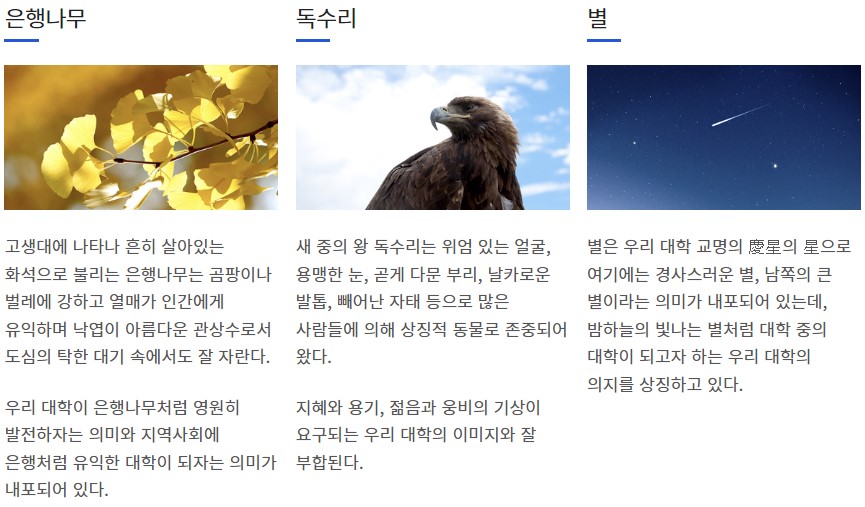 은행나무
고생대에 나타나 흔히 살아있는
화석으로 불리는 은행나무는 곰팡이나
벌레에 강하고 열매가 인간에게
유익하며 낙엽이 아름다운 관상수로서
도심의 탁한 대기 속에서도 잘 자란다.
우리 대학이 은행나무처럼 영원히
발전하자는 의미와 지역사회에
은행처럼 유익한 대학이 되자는 의미가
내포되어 있다.
독수리
새 중의 왕 독수리는 위엄 있는 얼굴,
용맹한 눈, 곧게 다문 부리, 날카로운
발톱, 빼어난 자태 등으로 많은
사람들에 의해 상징적 동물로 존중되어
왔다.
지혜와 용기, 젊음과 웅비의 기상이
요구되는 우리 대학의 이미지와 잘
부합된다.
별
별은 우리 대학 교명의 慶星의 星으로
여기에는 경사스러운 별, 남쪽의 큰
별이라는 의미가 내포되어 있는데,
밤하늘의 빛나는 별처럼 대학 중의
대학이 되고자 하는 우리 대학의
의지를 상징하고 있다.